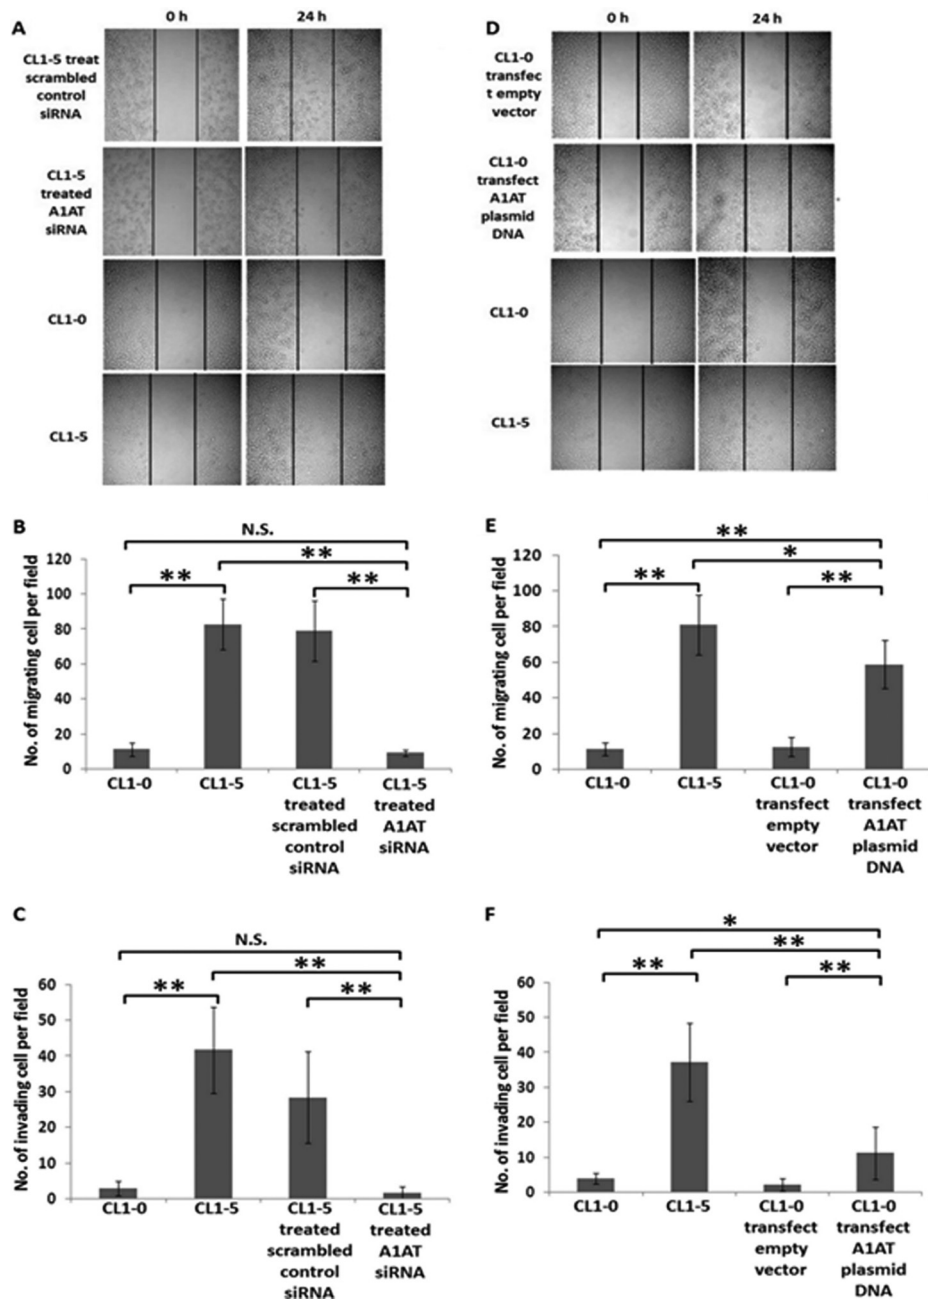 A
0 h
24 h
CL1-5 treat
scrambled
control
siRNA
CL1-5
treated
A1AT
siRNA
CL1-0
CL1-5
D
0 h
24 h
CL1-0
transfec
t empty
vector
CL1-0
transfect
A1AT
plasmid
DNA
CL1-0
CL1-5
B
N.S.
**
**
**
No. of migrating cell per field
120
100
80
60
40
20
0
CL1-0
CL1-5
CL1-5
treated
scrambled
control
siRNA
CL1-5
treated
A1AT
siRNA
E
**
*
**
**
No. of migrating cell per field
120
100
80
60
40
20
0
CL1-0
CL1-5
CL1-0
transfect
empty
vector
CL1-0
transfect
A1AT
plasmid
DNA
C
N.S.
**
**
**
No. of invading cell per field
60
50
40
30
20
10
0
CL1-0
CL1-5
CL1-5
treated
scrambled
control
siRNA
CL1-5
treated
A1AT
siRNA
F
*
**
**
**
No. of invading cell per field
60
50
40
30
20
10
0
CL1-0
CL1-5
CL1-0
transfect
empty
vector
CL1-0
transfect
A1AT
plasmid
DNA